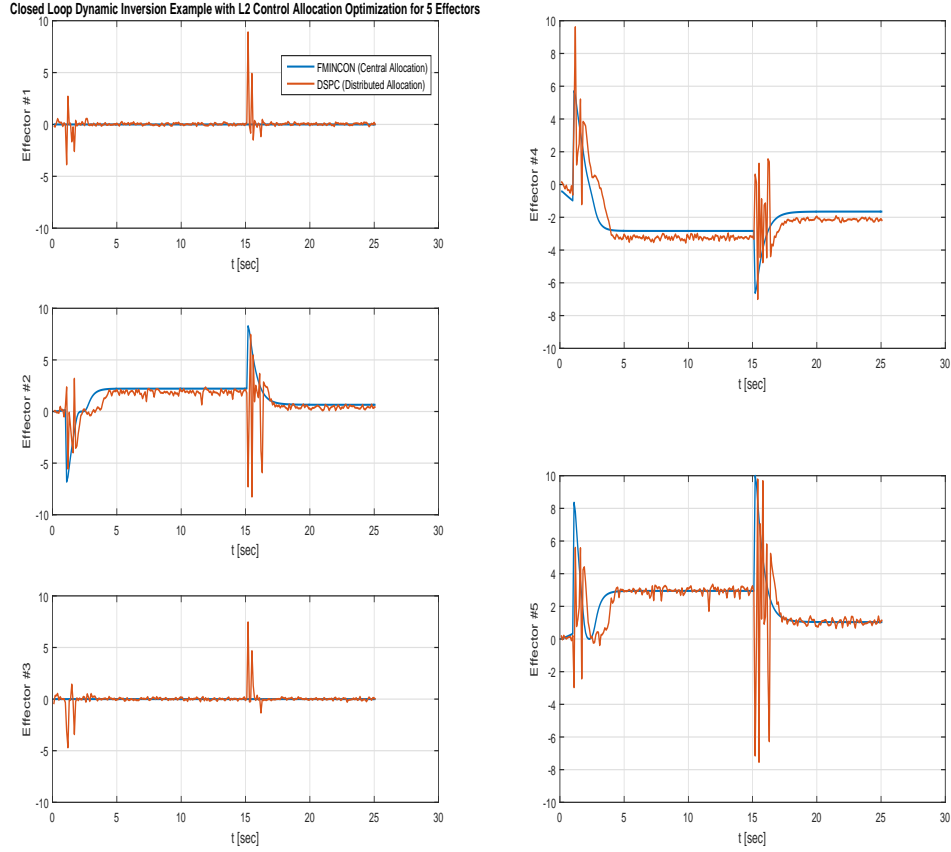 Closed Loop Dynamic Inversion Example with L2 Control Allocation Optimization for 5 Effectors
10
5
0
-5
-10
Effector #1
FMINCON (Central Allocation)
DSPC (Distributed Allocation)
0 5 10 15 20 25 30
t [sec]
10
5
0
-5
-10
Effector #2
0 5 10 15 20 25 30
t [sec]
10
5
0
-5
-10
Effector #3
0 5 10 15 20 25 30
t [sec]
10
8
6
4
2
0
-2
-4
-6
-8
-10
Effector #4
0 5 10 15 20 25 30
t [sec]
10
8
6
4
2
0
-2
-4
-6
-8
-10
Effector #5
0 5 10 15 20 25 30
t [sec]